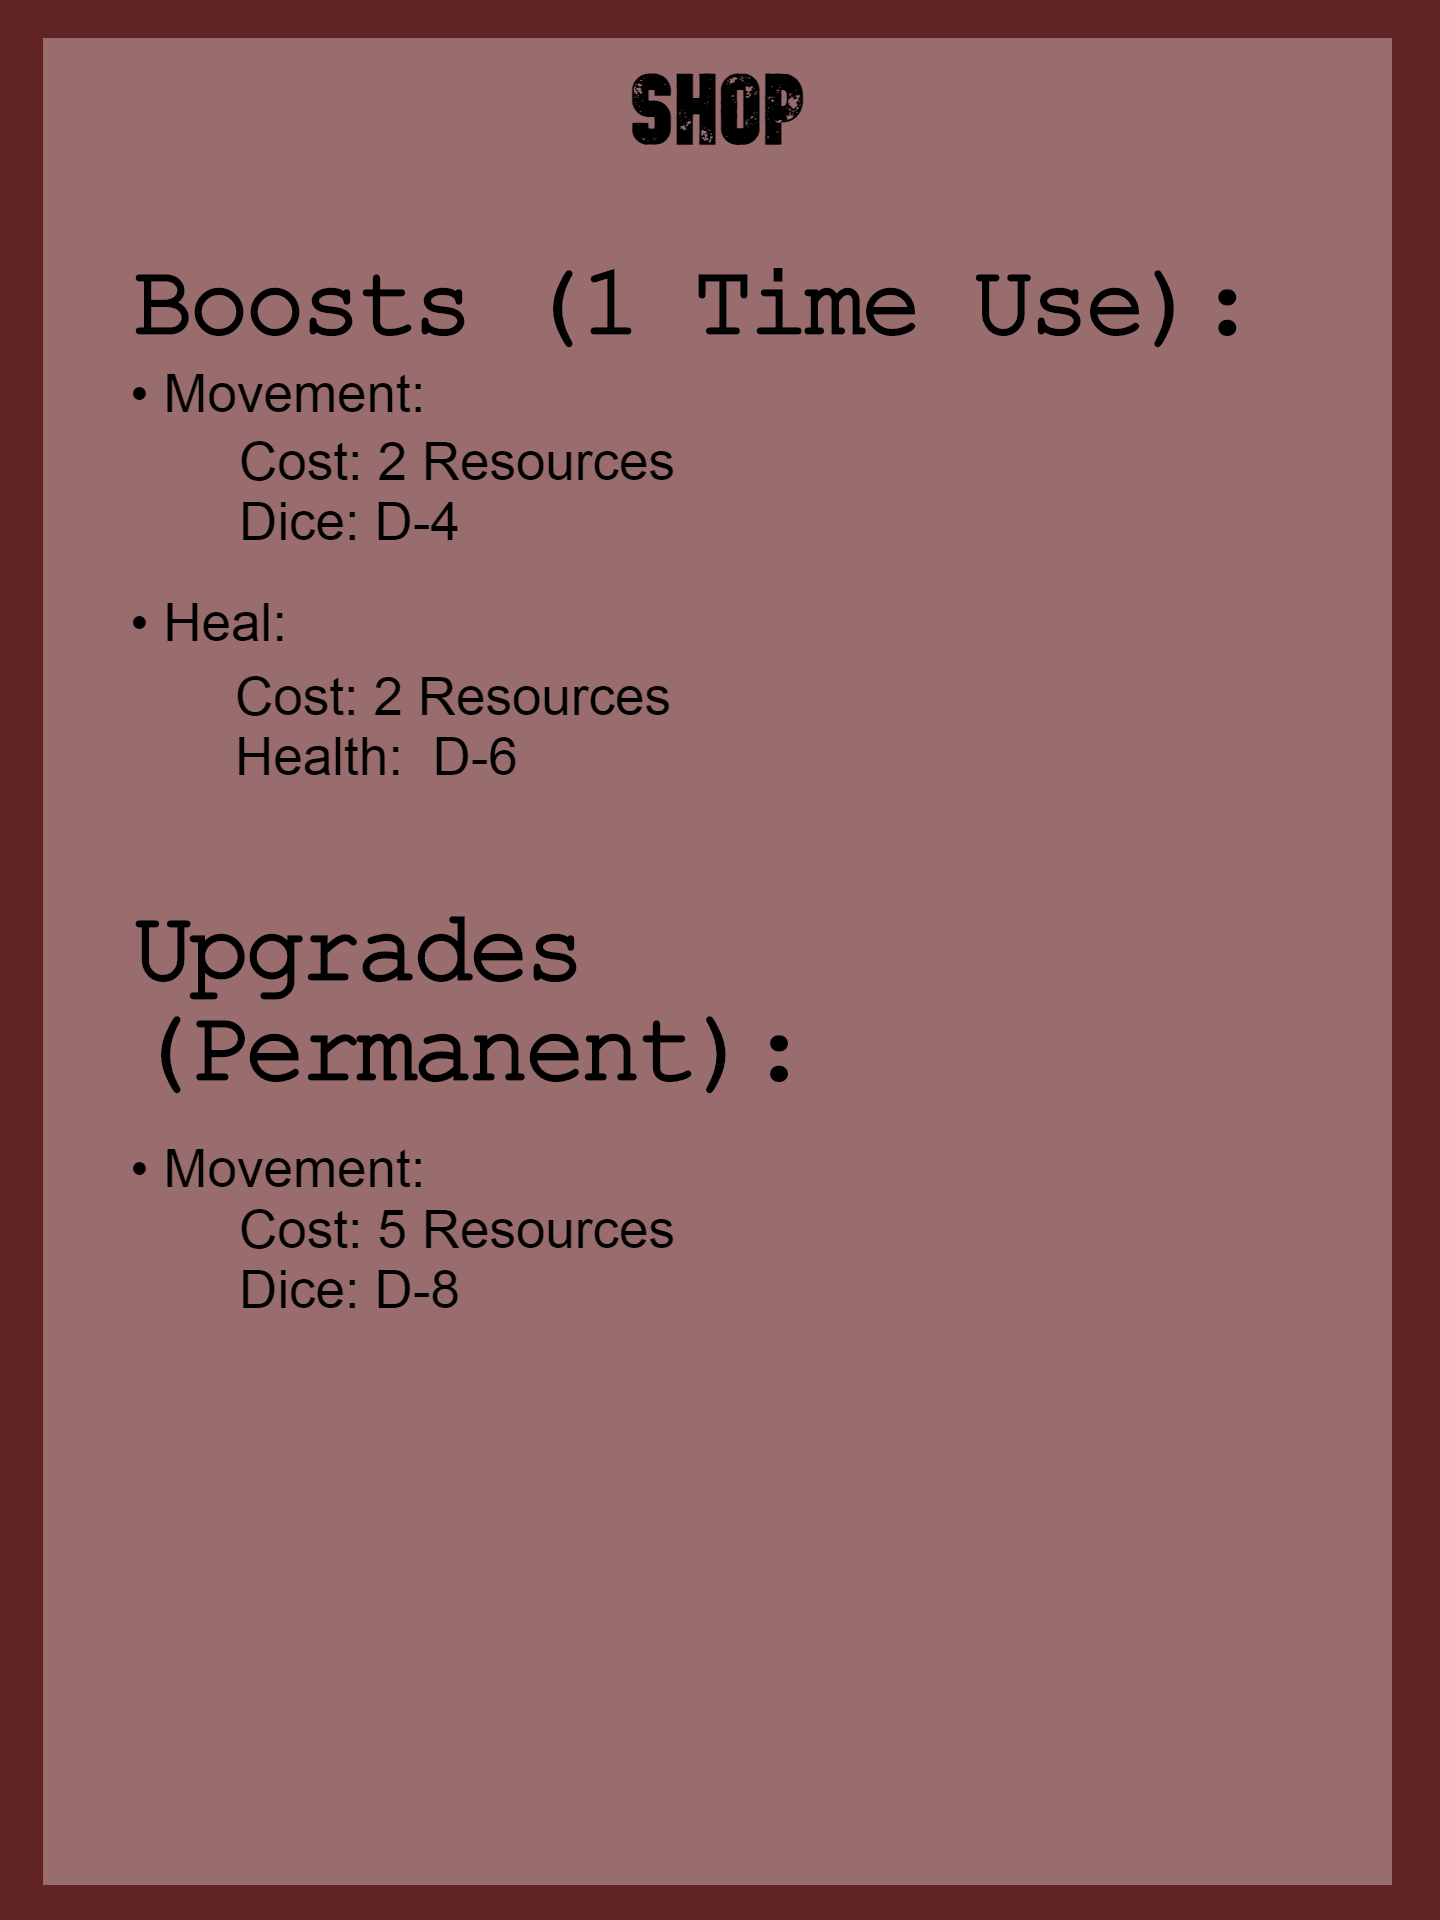 SHOP
Boosts (1 Time Use):
• Movement:
Cost: 2 Resources
Dice: D-4
• Heal:
Cost: 2 Resources
Health:  D-6
Upgrades
(Permanent):
• Movement:
Cost: 5 Resources
Dice: D-8